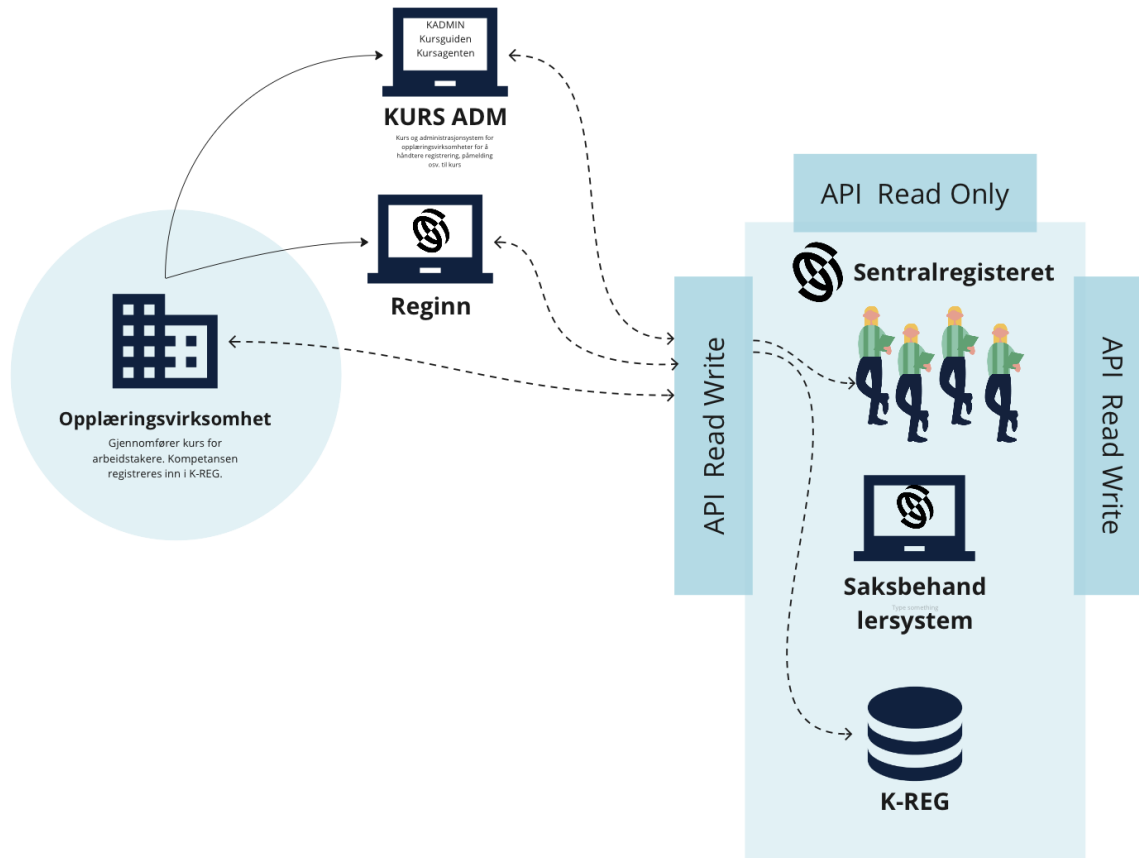 KADMIN
Kursguiden
Kursagenten
KURS ADM
Kurs og administrasjonsystem for
opplæringsvirksomheter for å
håndtere registrering, påmelding
osv. til kurs
Reginn
Opplæringsvirksomhet
Gjennomfører kurs for
arbeidstakere. Kompetansen
registreres inn i K-REG.
API Read Only
API Read Write
Sentralregisteret
API Read Write
Saksbehand
Type something
lersystem
K-REG